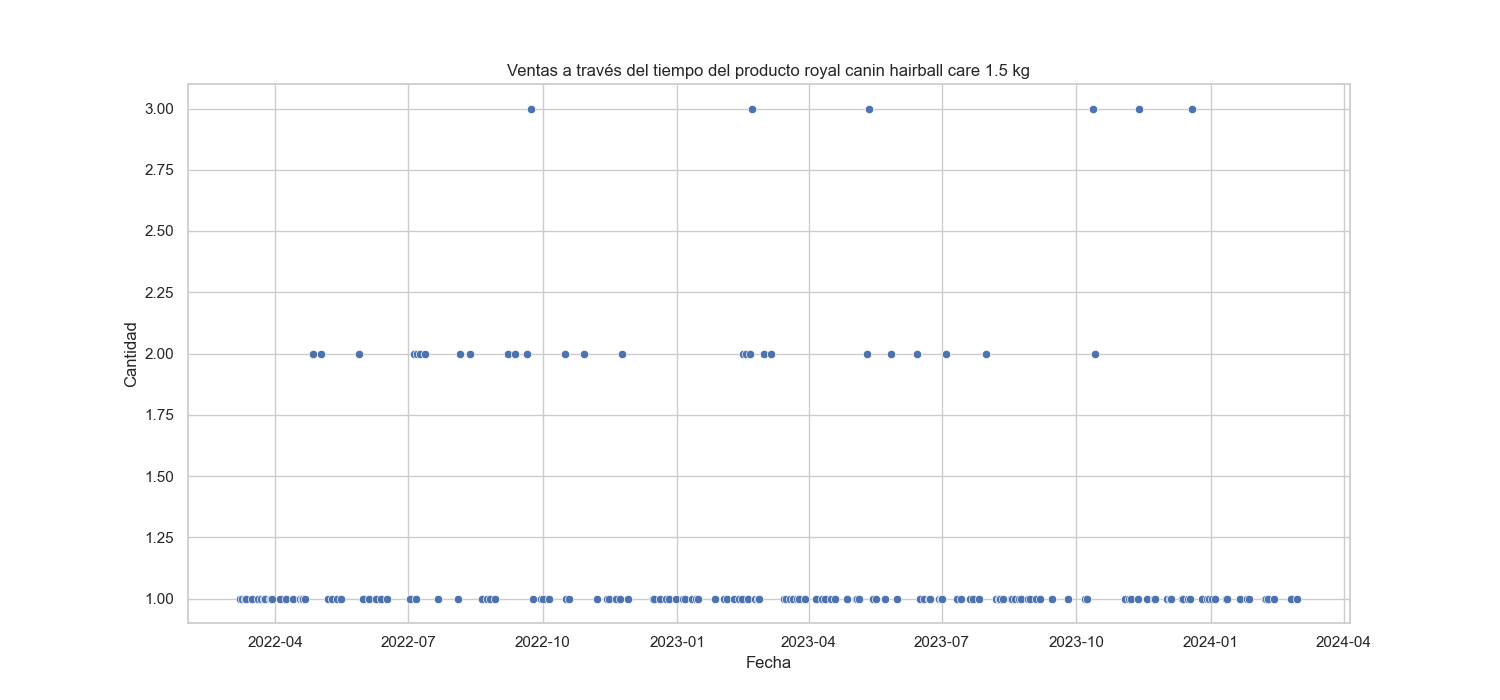 Ventas a través del tiempo del producto royal canin hairball care 1.5 kg
3.00
2.75
2.50
2.25
2.00
1.75
1.50
1.25
1.00
Cantidad
2022-04 2022-07 2022-10 2023-01 2023-04 2023-07 2023-10 2024-01 2024-04
Fecha